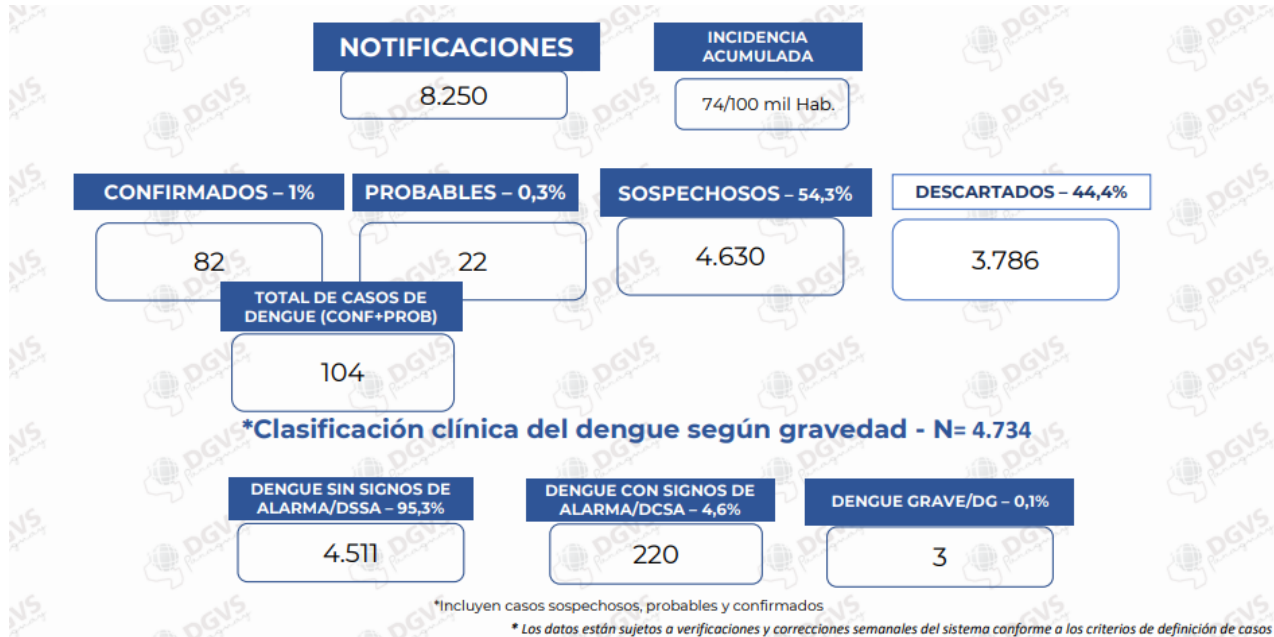 NOTIFICACIONES
8.250
INCIDENCIA
ACUMULADA
74/100 mil Hab.
CONFIRMADOS – 1%
82
PROBABLES – 0,3%
22
SOSPECHOSOS – 54,3%
4.630
DESCARTADOS – 44,4%
3.786
TOTAL DE CASOS DE
DENGUE (CONF+PROB)
104
*Clasificación clínica del dengue según gravedad - N= 4.734
DENGUE SIN SIGNOS DE
ALARMA/DSSA – 95,3%
4.511
DENGUE CON SIGNOS DE
ALARMA/DCSA – 4,6%
220
DENGUE GRAVE/DG – 0,1%
3
*Incluyen casos sospechosos, probables y confirmados
* Los datos están sujetos a verificaciones y correcciones semanales del sistema conforme a los criterios de definición de casos
DGVS
Paraguay